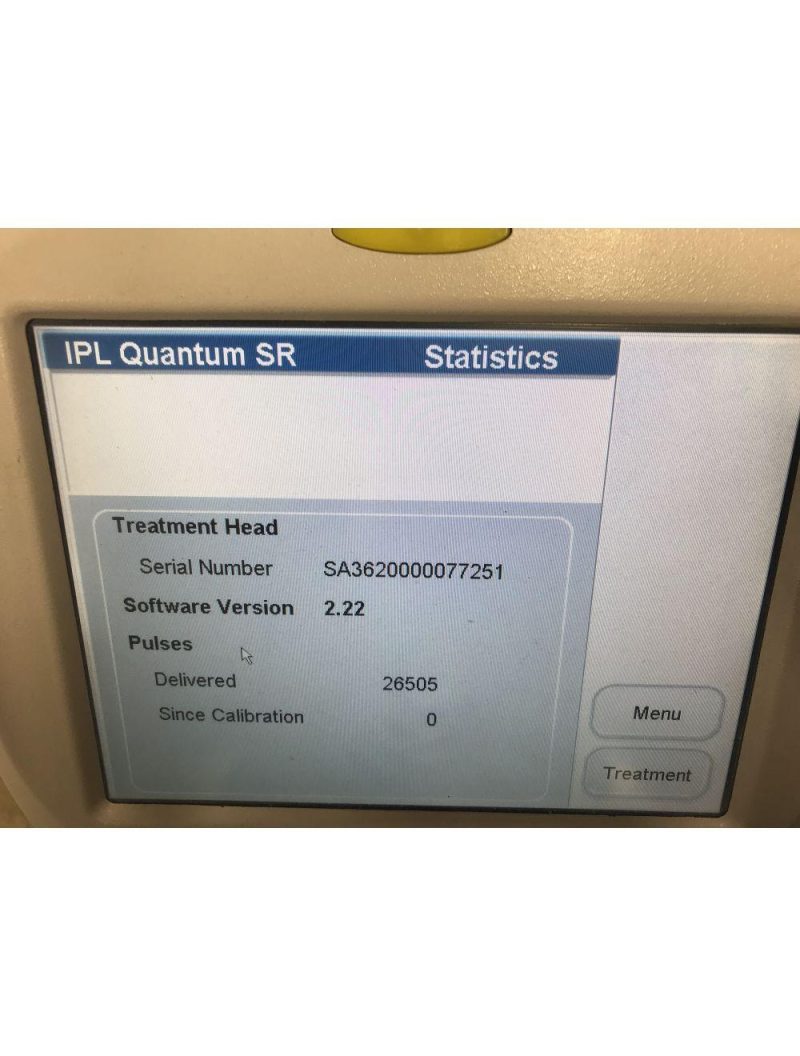 IPL Quantum SR Statistics
Treatment Head
Serial Number SA3620000077251
Software Version 2.22
Pulses
Delivered 26505
Since Calibration 0
Menu
Treatment